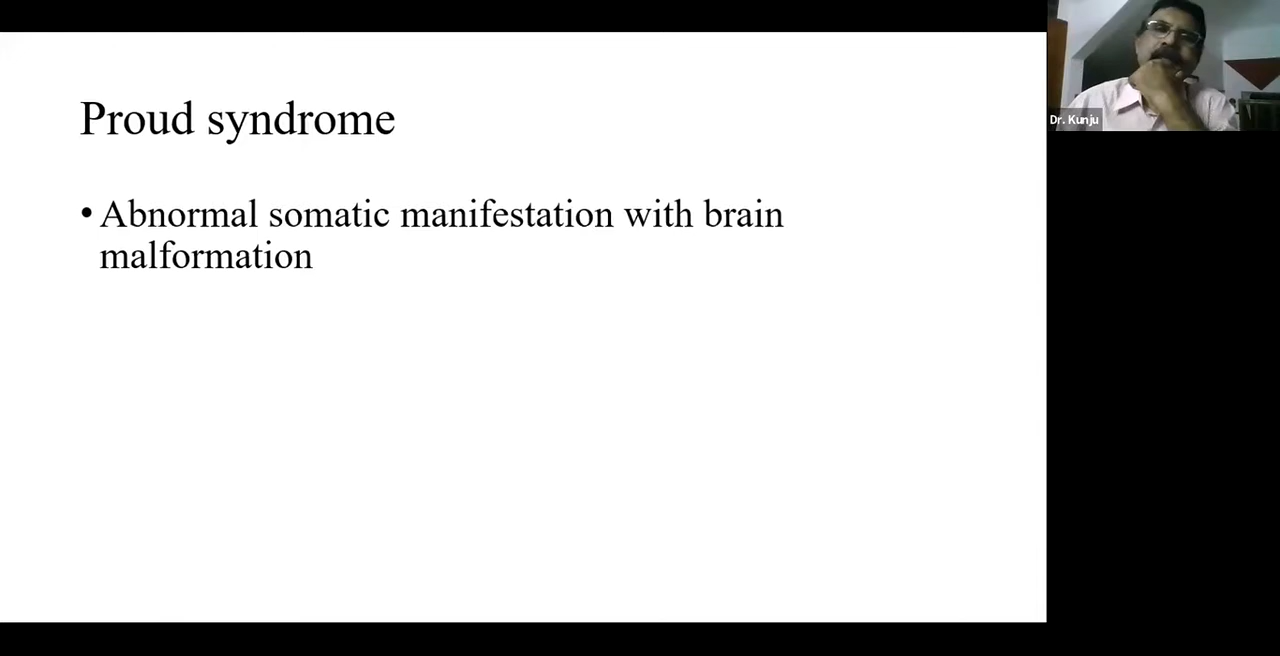 Proud syndrome
• Abnormal somatic manifestation with brain
malformation
Dr. Kunju